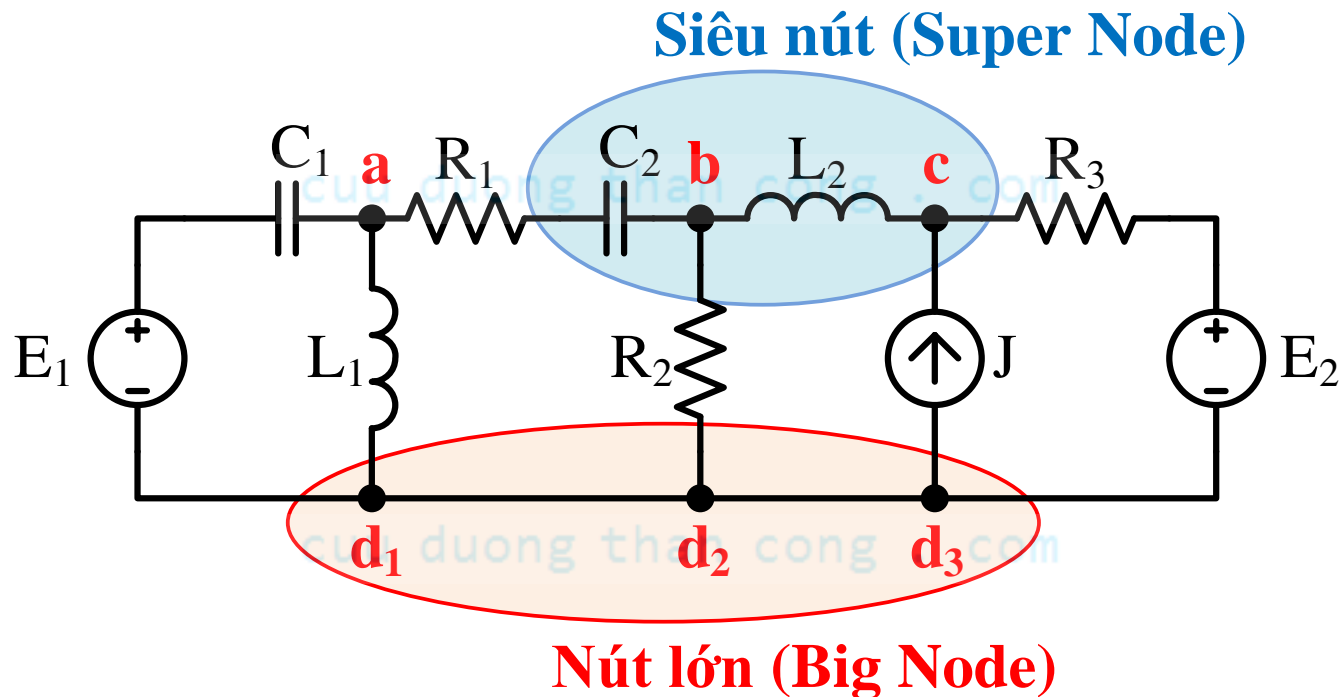 Siêu nút (Super Node)
C₁ a R₁ C₂ b L₂ c R₃
cuu duong than cong . com
E₁ L₁ R₂ J E₂
d₁ d₂ d₃
cuu duong than cong . com
Nút lớn (Big Node)